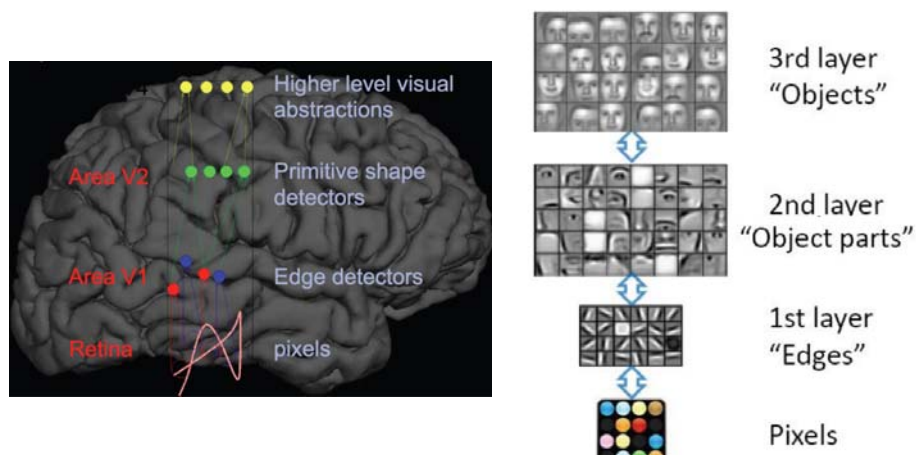 4
Higher level visual
abstractions
Area V2
Primitive shape
detectors
Area V1
Edge detectors
Retina
pixels
3rd layer
“Objects”
2nd layer
“Object parts”
1st layer
“Edges”
Pixels